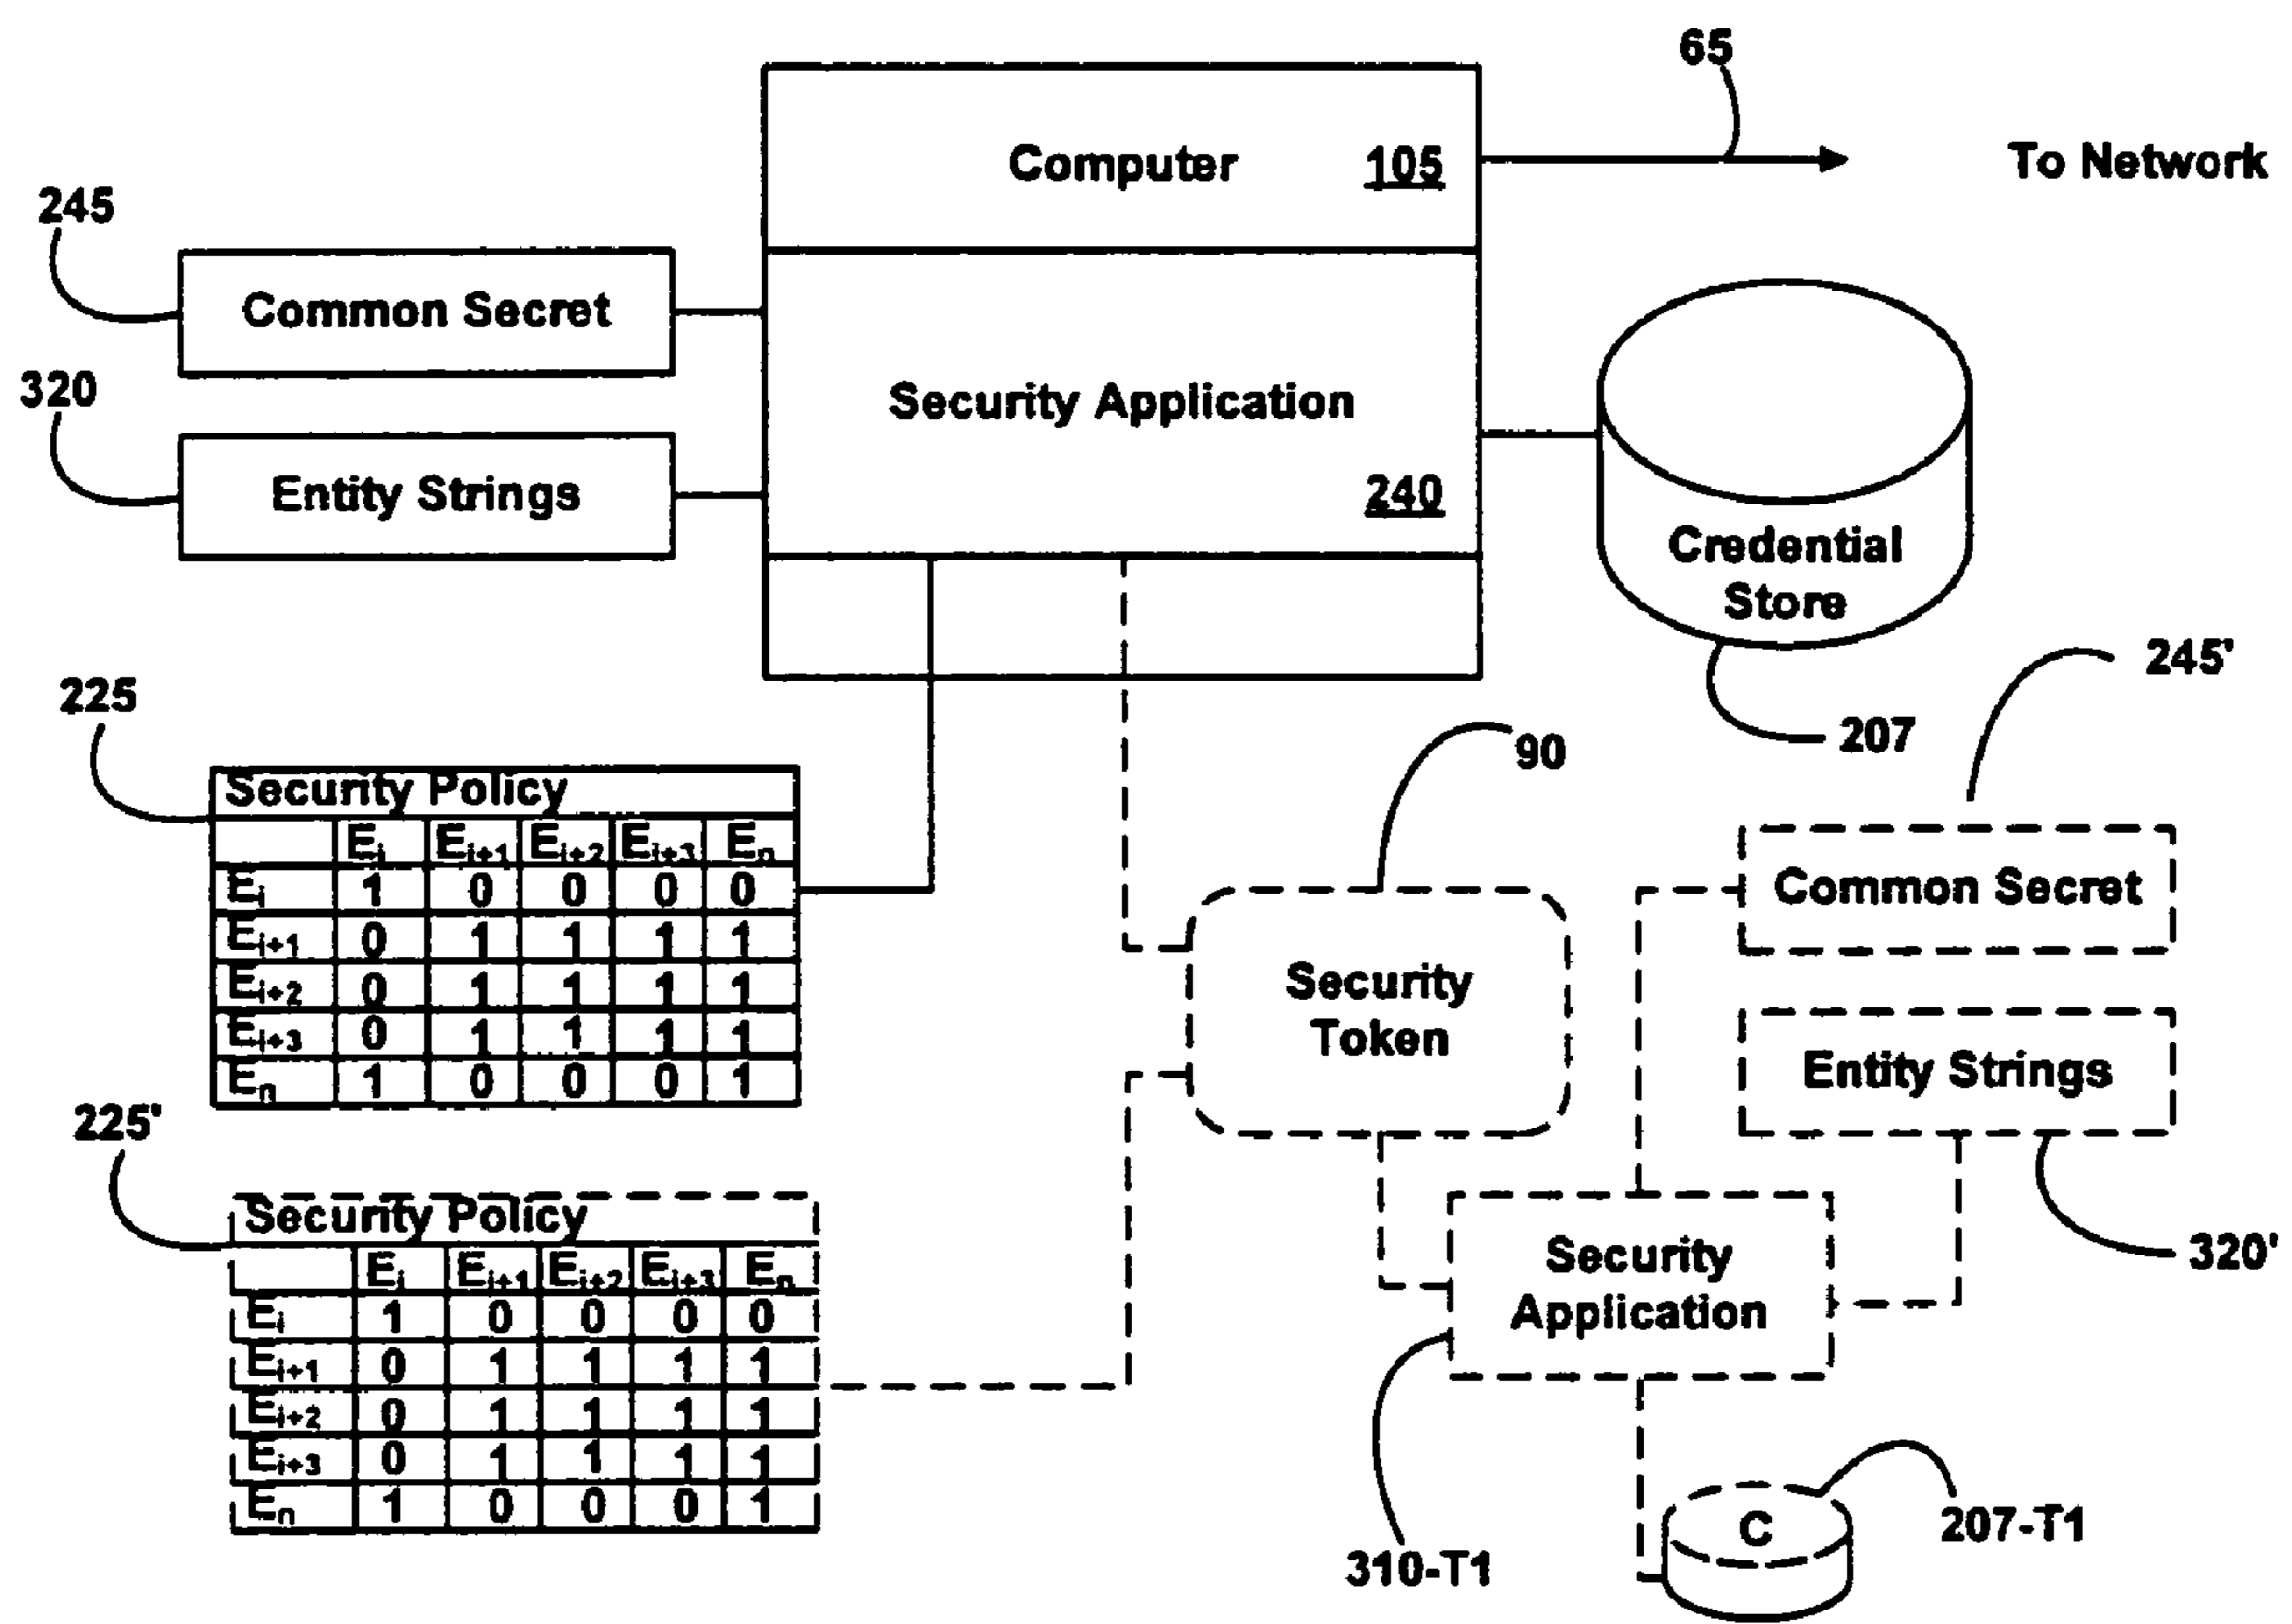 65
Computer 105
To Network
245
Common Secret
320
Security Application
Entity Strings
240
Credential
Store
245'
225
207
90
Security Policy
Ei Ei+1 Ei+2 Ei+3 En
Ei 1 0 0 0 0
Ei+1 0 1 1 1 1
Ei+2 0 1 1 1 1
Ei+3 0 1 1 1 1
En 1 0 0 0 1
Common Secret
Security
Token
Entity Strings
225'
Security Policy
Ei Ei+1 Ei+2 Ei+3 En
Ei 1 0 0 0 0
Ei+1 0 1 1 1 1
Ei+2 0 1 1 1 1
Ei+3 0 1 1 1 1
En 1 0 0 0 1
320'
Security
Application
C
207-T1
310-T1